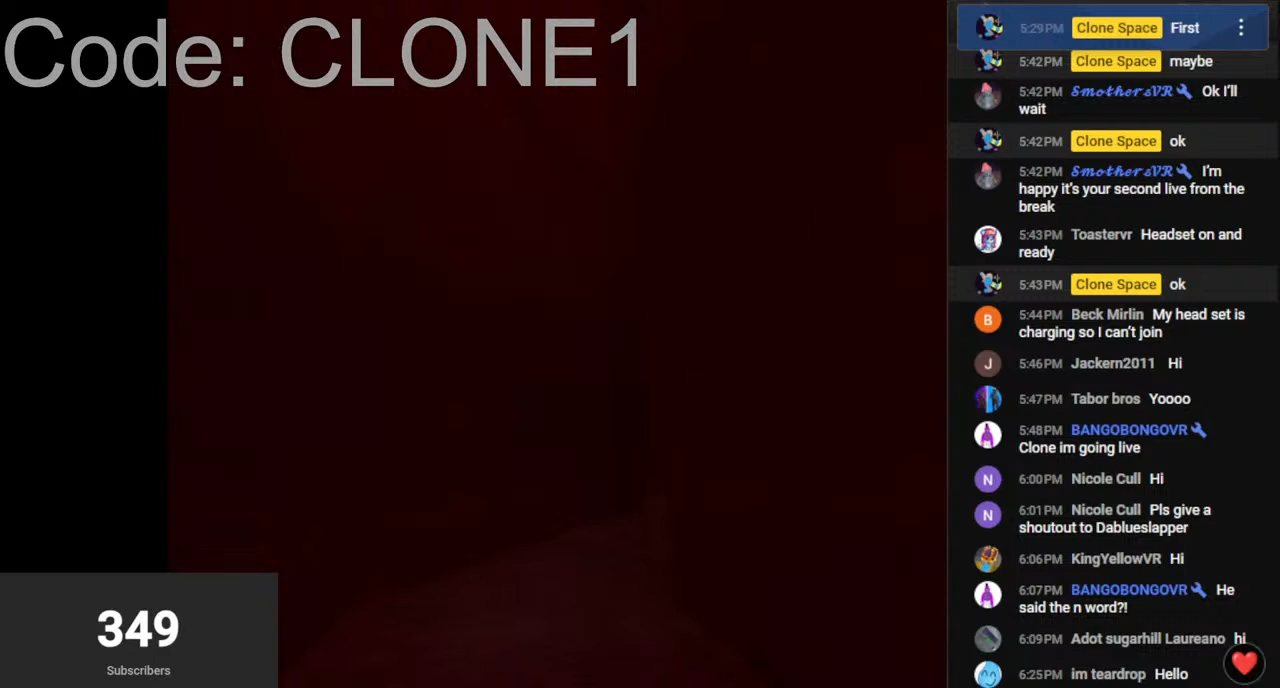 Code: CLONE1
349
Subscribers
5:29PM Clone Space First
5:42PM Clone Space maybe
5:42PM 𝓢𝓶𝓸𝓽𝓱𝓮𝓻𝓼𝓥𝓡 Ok I'll
wait
5:42PM Clone Space ok
5:42PM 𝓢𝓶𝓸𝓽𝓱𝓮𝓻𝓼𝓥𝓡 I'm
happy it's your second live from the
break
5:43PM Toastervr Headset on and
ready
5:43PM Clone Space ok
B
5:44PM Beck Mirlin My head set is
charging so I can't join
J
5:46PM Jackern2011 Hi
5:47PM Tabor bros Yoooo
5:48PM BANGOBONGOVR
Clone im going live
N
6:00PM Nicole Cull Hi
N
6:01PM Nicole Cull Pls give a
shoutout to Dablueslapper
6:06PM KingYellowVR Hi
6:07PM BANGOBONGOVR He
said the n word?!
6:09PM Adot sugarhill Laureano hi
6:25PM im teardrop Hello